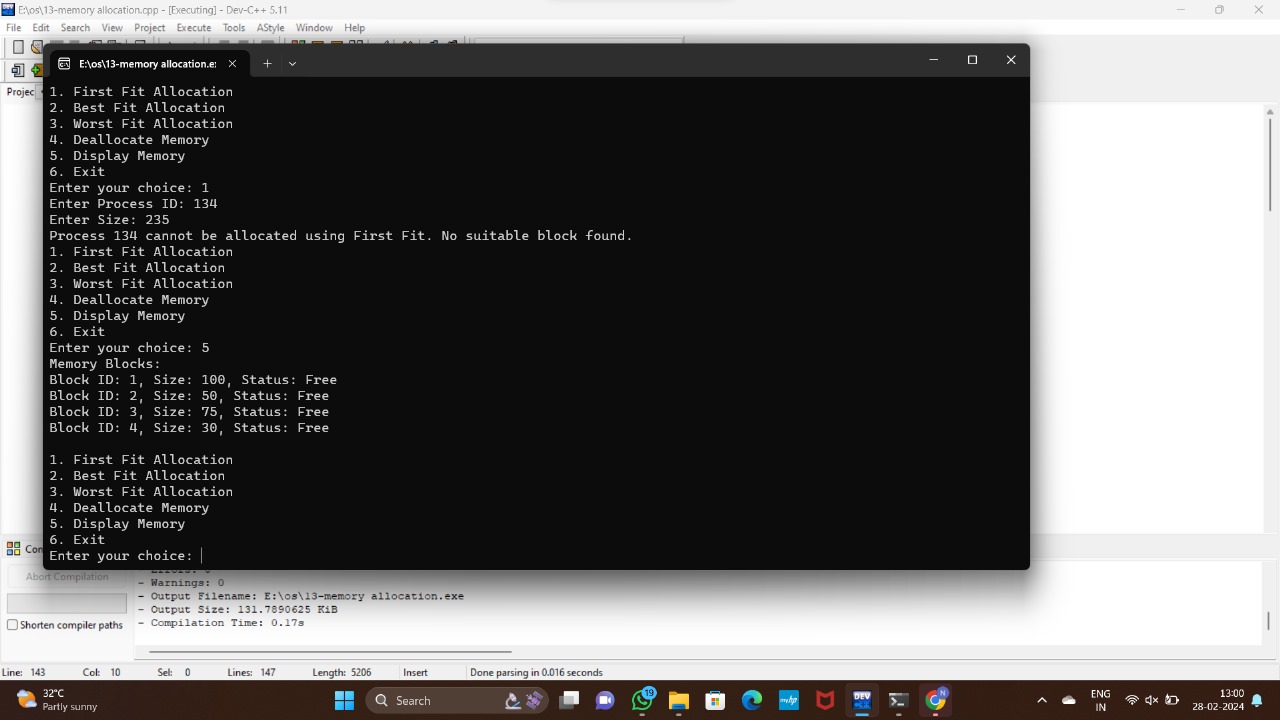 E:\os\13-memory allocation.cpp - [Executing] - Dev-C++ 5.11
File Edit Search View Project Execute Tools AStyle Window Help
E:\os\13-memory allocation.e:
Projec
1. First Fit Allocation
2. Best Fit Allocation
3. Worst Fit Allocation
4. Deallocate Memory
5. Display Memory
6. Exit
Enter your choice: 1
Enter Process ID: 134
Enter Size: 235
Process 134 cannot be allocated using First Fit. No suitable block found.
1. First Fit Allocation
2. Best Fit Allocation
3. Worst Fit Allocation
4. Deallocate Memory
5. Display Memory
6. Exit
Enter your choice: 5
Memory Blocks:
Block ID: 1, Size: 100, Status: Free
Block ID: 2, Size: 50, Status: Free
Block ID: 3, Size: 75, Status: Free
Block ID: 4, Size: 30, Status: Free
1. First Fit Allocation
2. Best Fit Allocation
3. Worst Fit Allocation
4. Deallocate Memory
5. Display Memory
6. Exit
Enter your choice:
Con
Abort Compilation
Shorten compiler paths
- Warnings: 0
- Output Filename: E:\os\13-memory allocation.exe
- Output Size: 131.7890625 KiB
- Compilation Time: 0.17s
Line: 143 Col: 10 Sel: 0 Lines: 147 Length: 5206 Insert Done parsing in 0.016 seconds
32°C
Partly sunny
Search
19
DEV
N
ENG
IN
13:00
28-02-2024